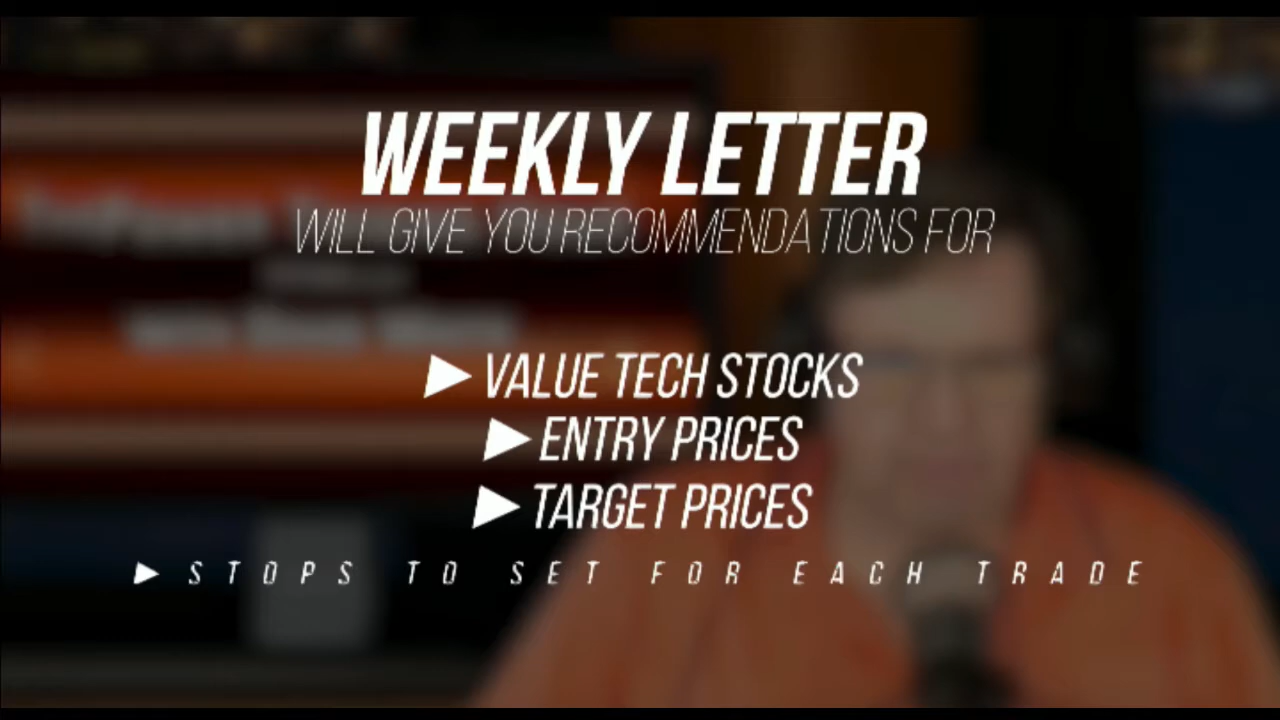 WEEKLY LETTER
WILL GIVE YOU RECOMMENDATIONS FOR
▶ VALUE TECH STOCKS
▶ ENTRY PRICES
▶ TARGET PRICES
▶ STOPS TO SET FOR EACH TRADE